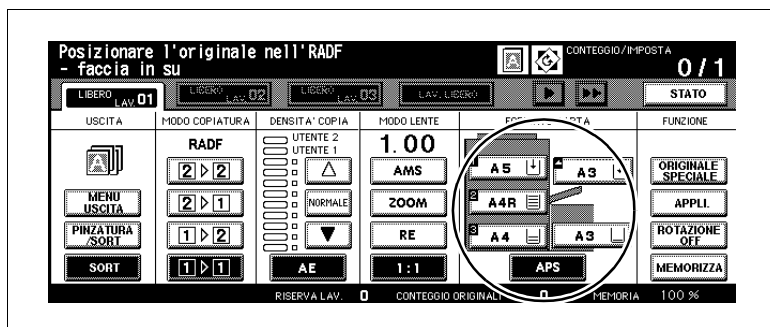 Posizionare l'originale nell'RADF
- faccia in su
CONTEGGIO/IMPOSTA
0/1
LIBERO LAV. 01
LIBERO LAV. 02
LIBERO LAV. 03
LAV. LIBERO
STATO
USCITA
MODO COPIATURA
DENSITA' COPIA
MODO LENTE
FUNZIONE
RADF
UTENTE 2
UTENTE 1
1.00
2 ▷ 2
△
AMS
1 A5
4 A3
ORIGINALE SPECIALE
MENU USCITA
2 ▷ 1
NORMALE
ZOOM
2 A4R
APPLI.
PINZATURA /SORT
1 ▷ 2
▼
RE
3 A4
A3
ROTAZIONE OFF
SORT
1 ▷ 1
AE
1:1
APS
MEMORIZZA
RISERVA LAV. 0
CONTEGGIO ORIGINALI 0
MEMORIA 100 %